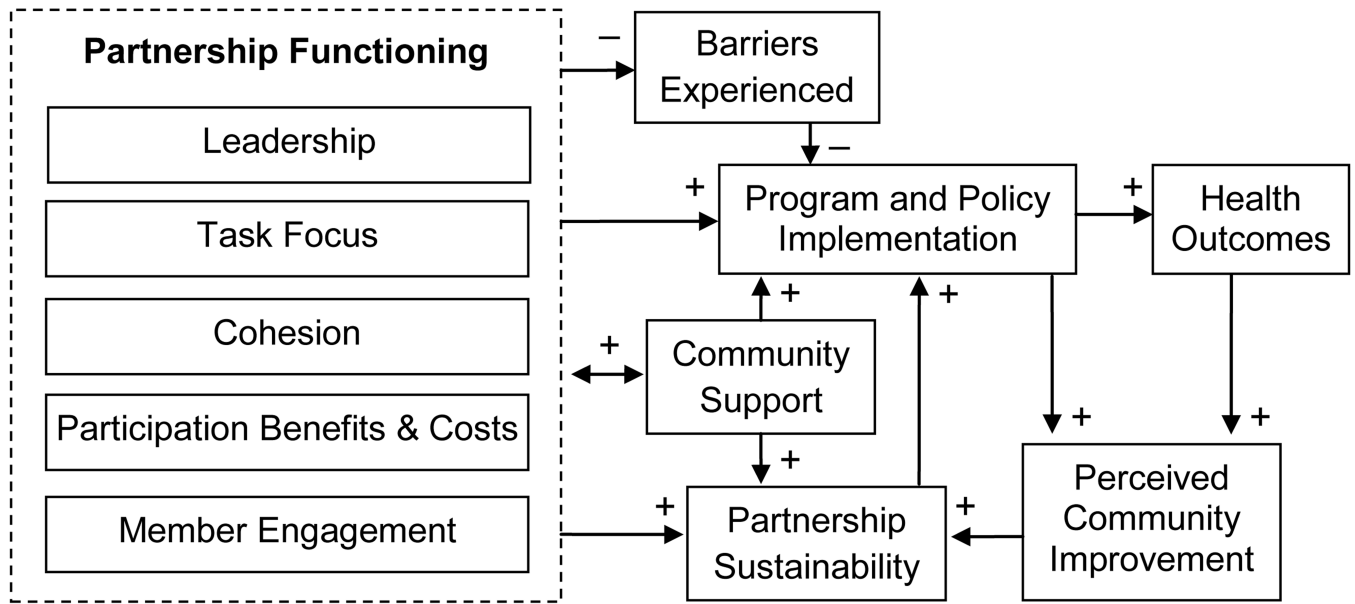 Partnership Functioning
Leadership
Task Focus
Cohesion
Participation Benefits & Costs
Member Engagement
–
Barriers
Experienced
–
+
Program and Policy
Implementation
+
Health
Outcomes
+
+
+
Community
Support
+
+
+
+
Partnership
Sustainability
+
Perceived
Community
Improvement